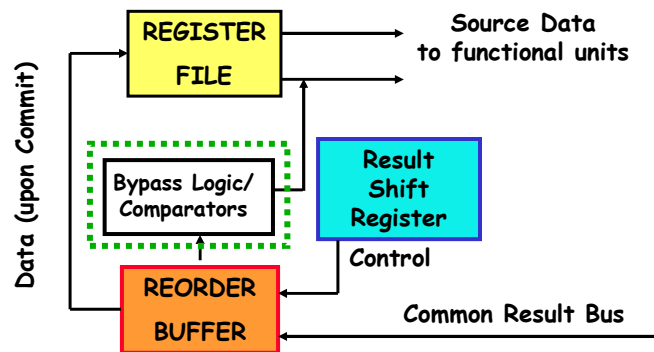 REGISTER
FILE
Source Data
to functional units
Data (upon Commit)
Bypass Logic/
Comparators
Result
Shift
Register
Control
REORDER
BUFFER
Common Result Bus